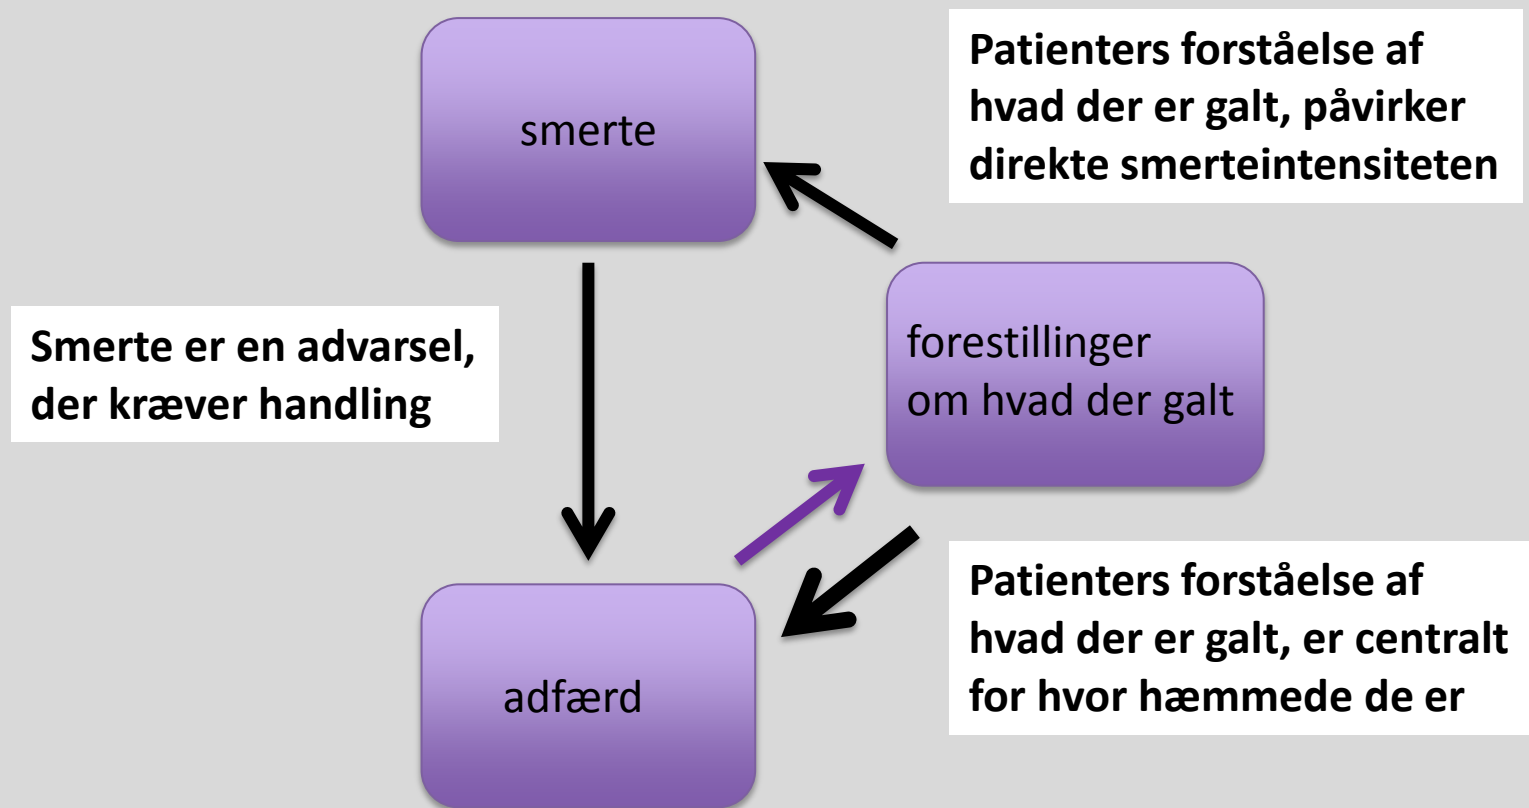 smerte
Patienters forståelse af
hvad der er galt, påvirker
direkte smerteintensiteten
Smerte er en advarsel,
der kræver handling
forestillinger
om hvad der galt
adfærd
Patienters forståelse af
hvad der er galt, er centralt
for hvor hæmmede de er